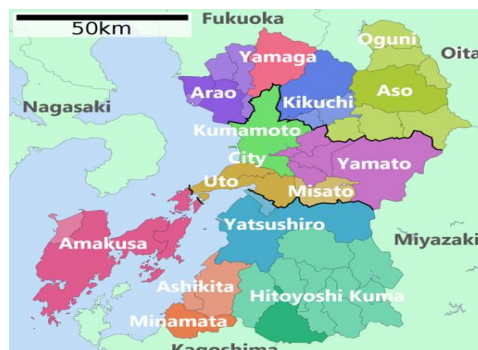 50km
Fukuoka
Oguni
Oita
Yamaga
Arao
Kikuchi
Aso
Nagasaki
Kumamoto
City
Yamato
Uto
Misato
Amakusa
Yatsushiro
Miyazaki
Ashikita
Hitoyoshi Kuma
Minamata
Kagoshima